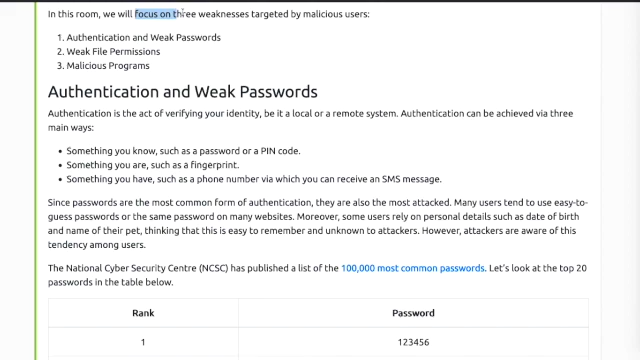 In this room, we will focus on three weaknesses targeted by malicious users:
1. Authentication and Weak Passwords
2. Weak File Permissions
3. Malicious Programs
Authentication and Weak Passwords
Authentication is the act of verifying your identity, be it a local or a remote system. Authentication can be achieved via three
main ways:
• Something you know, such as a password or a PIN code.
• Something you are, such as a fingerprint.
• Something you have, such as a phone number via which you can receive an SMS message.
Since passwords are the most common form of authentication, they are also the most attacked. Many users tend to use easy-to-
guess passwords or the same password on many websites. Moreover, some users rely on personal details such as date of birth
and name of their pet, thinking that this is easy to remember and unknown to attackers. However, attackers are aware of this
tendency among users.
The National Cyber Security Centre (NCSC) has published a list of the 100,000 most common passwords. Let's look at the top 20
passwords in the table below.
Rank Password
1 123456